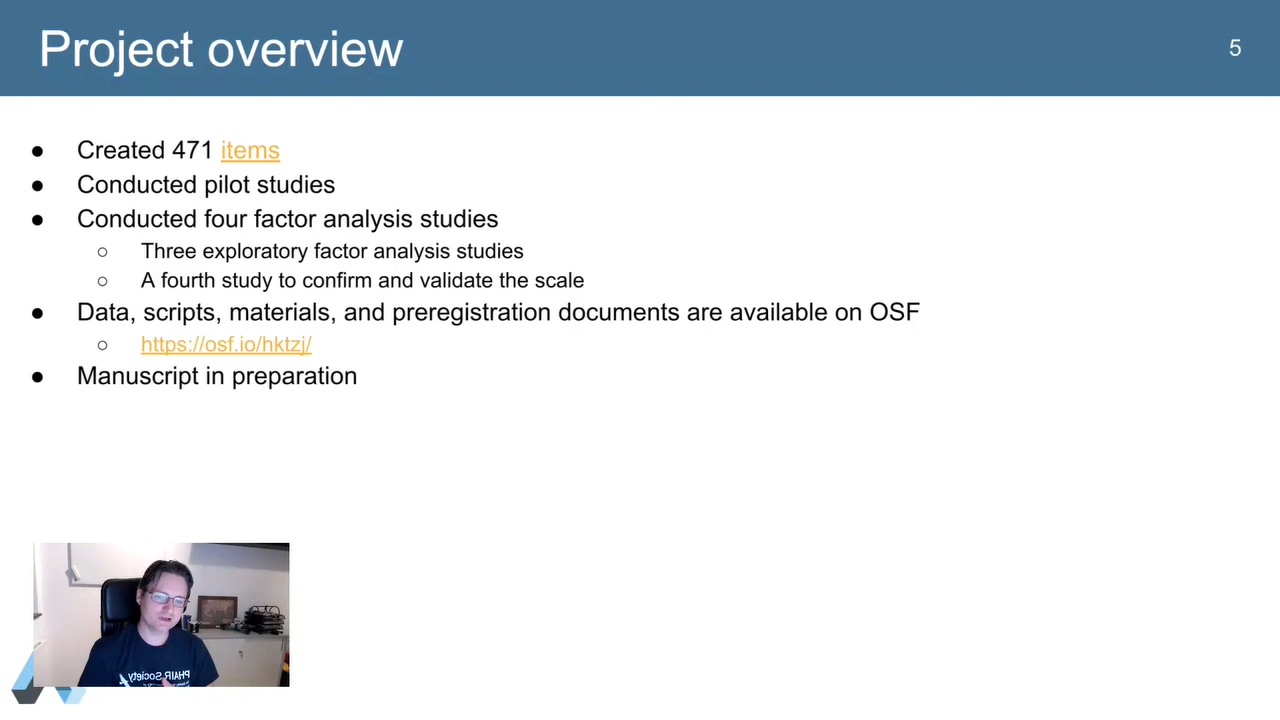 Project overview
5
● Created 471 items
● Conducted pilot studies
● Conducted four factor analysis studies
○ Three exploratory factor analysis studies
○ A fourth study to confirm and validate the scale
● Data, scripts, materials, and preregistration documents are available on OSF
○ https://osf.io/hktzj/
● Manuscript in preparation
PHAIR Society